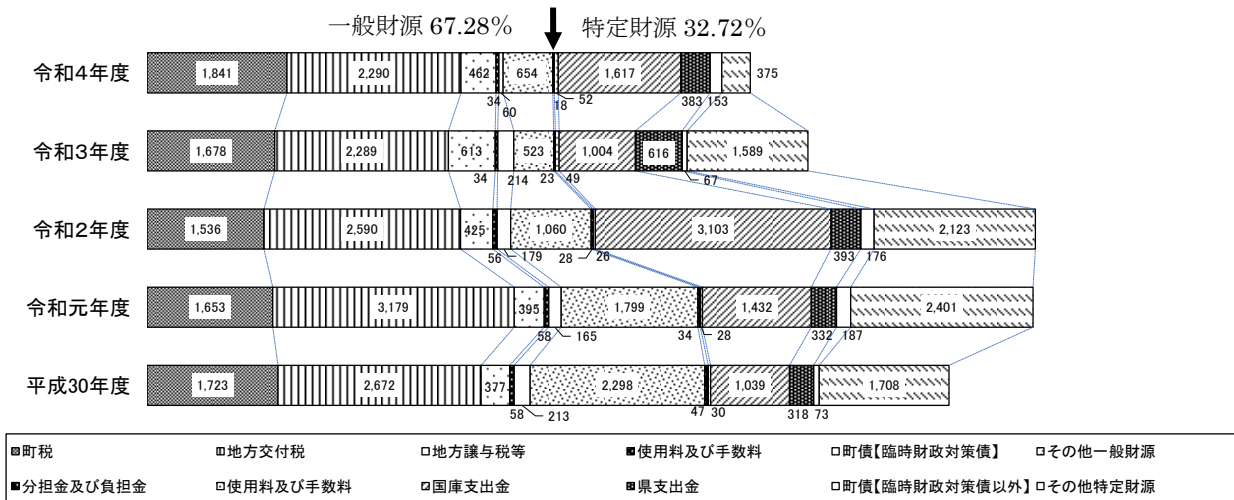 一般財源 67.28% 特定財源 32.72%
令和4年度 1,841 2,290 462 34 60 654 18 52 1,617 383 153 375
令和3年度 1,678 2,289 613 34 214 523 23 49 1,004 616 67 1,589
令和2年度 1,536 2,590 425 56 179 1,060 28 26 3,103 393 176 2,123
令和元年度 1,653 3,179 395 58 165 1,799 34 28 1,432 332 187 2,401
平成30年度 1,723 2,672 377 58 213 2,298 47 30 1,039 318 73 1,708
町税 地方交付税 地方譲与税等 使用料及び手数料 町債【臨時財政対策債】 その他一般財源
分担金及び負担金 使用料及び手数料 国庫支出金 県支出金 町債【臨時財政対策債以外】 その他特定財源